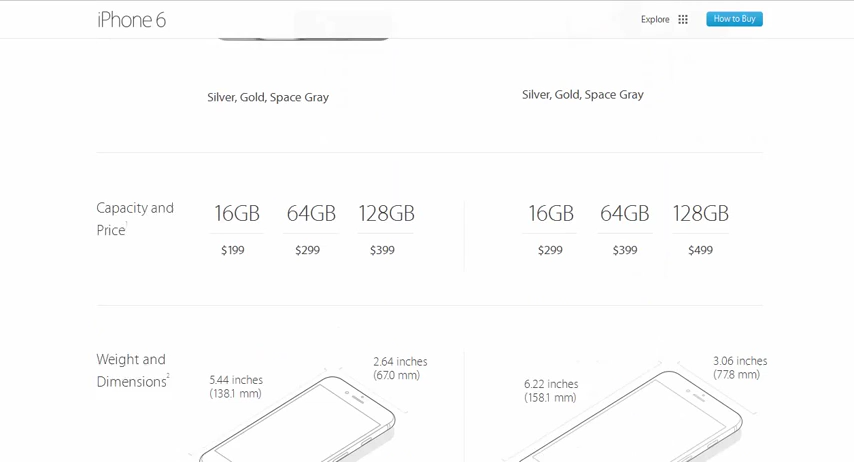 iPhone 6
Explore
How to Buy
Silver, Gold, Space Gray
Silver, Gold, Space Gray
Capacity and
Price1
16GB 64GB 128GB
$199 $299 $399
16GB 64GB 128GB
$299 $399 $499
Weight and
Dimensions2
5.44 inches
(138.1 mm)
2.64 inches
(67.0 mm)
6.22 inches
(158.1 mm)
3.06 inches
(77.8 mm)